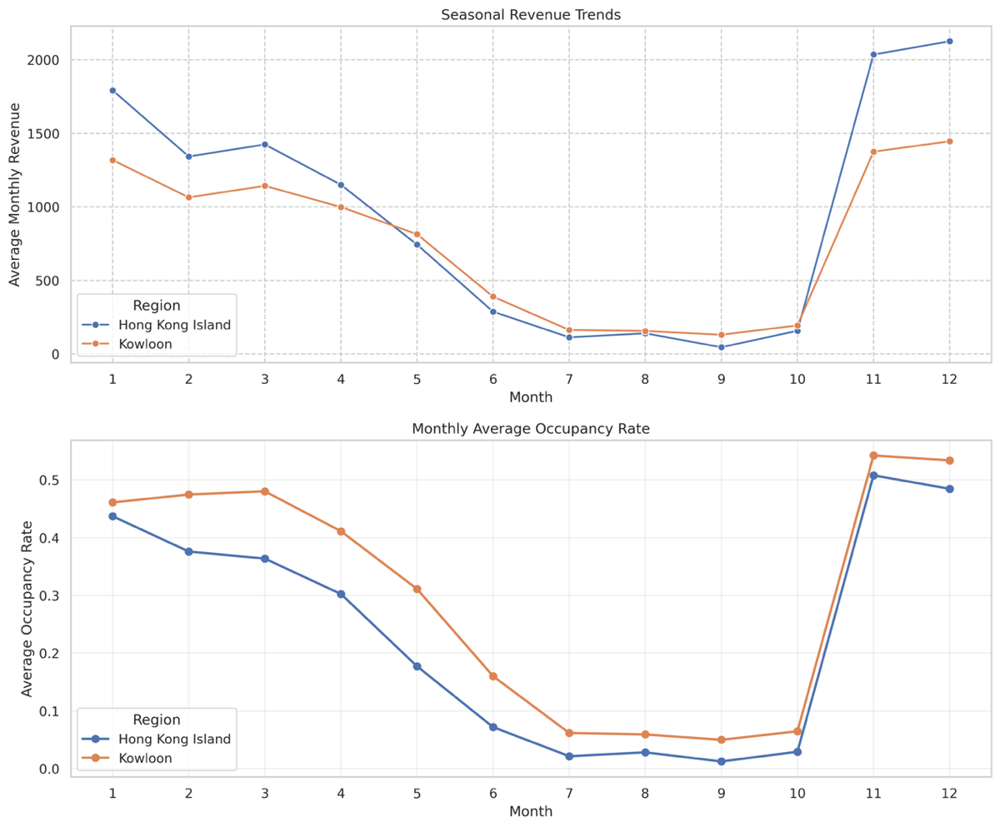 Seasonal Revenue Trends
Average Monthly Revenue
2000
1500
1000
500
0
Region
Hong Kong Island
Kowloon
1 2 3 4 5 6 7 8 9 10 11 12
Month
Monthly Average Occupancy Rate
Average Occupancy Rate
0.5
0.4
0.3
0.2
0.1
0.0
Region
Hong Kong Island
Kowloon
1 2 3 4 5 6 7 8 9 10 11 12
Month